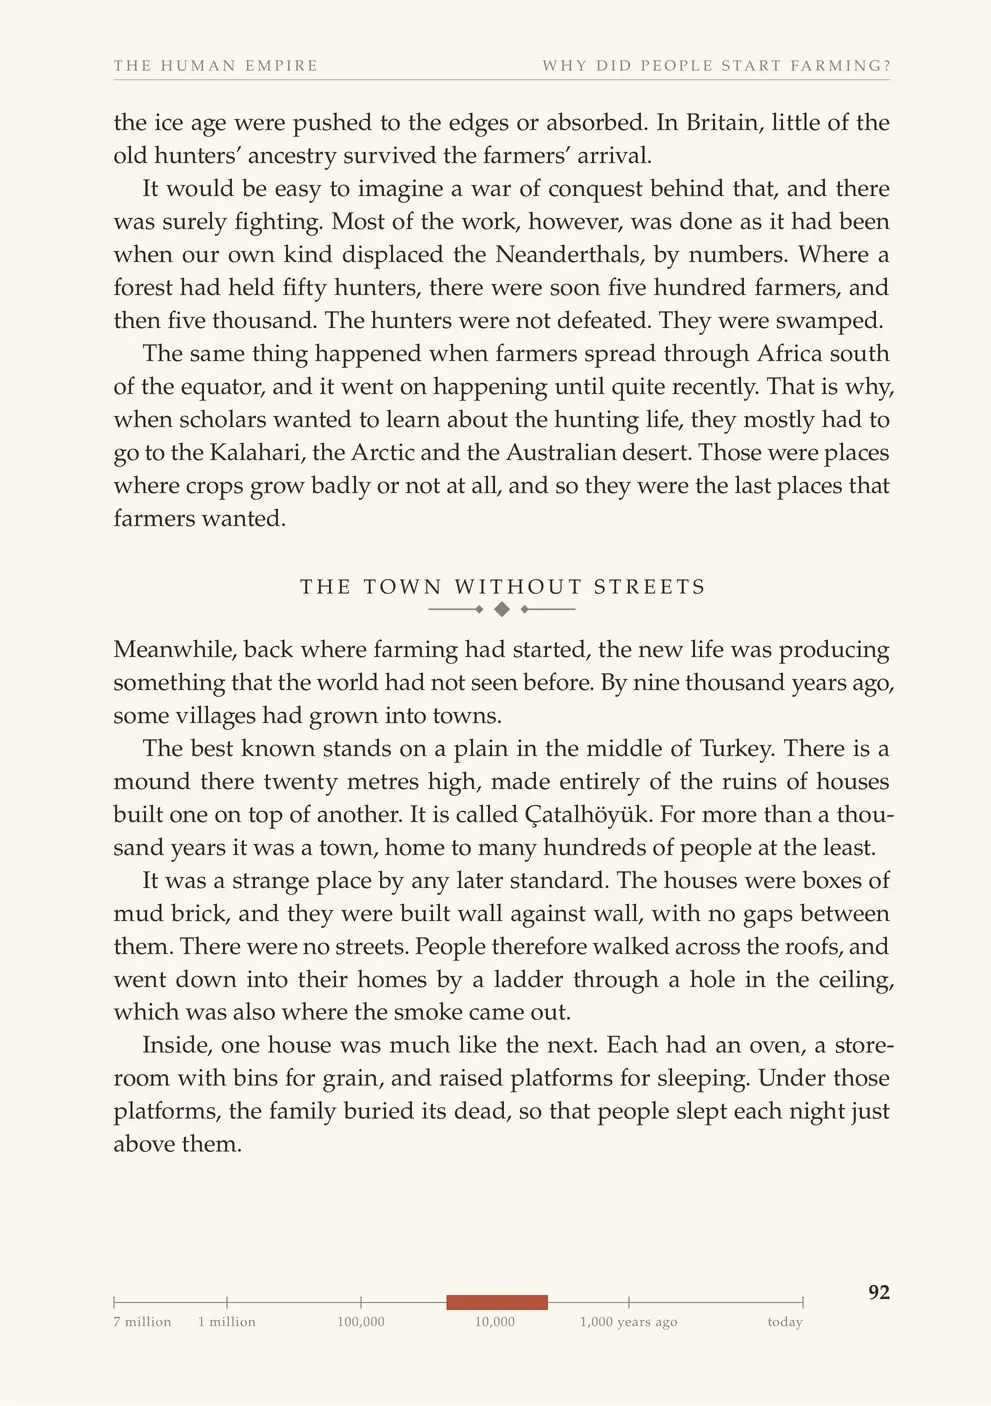 THE HUMAN EMPIRE
WHY DID PEOPLE START FARMING?
the ice age were pushed to the edges or absorbed. In Britain, little of the
old hunters’ ancestry survived the farmers’ arrival.
It would be easy to imagine a war of conquest behind that, and there
was surely fighting. Most of the work, however, was done as it had been
when our own kind displaced the Neanderthals, by numbers. Where a
forest had held fifty hunters, there were soon five hundred farmers, and
then five thousand. The hunters were not defeated. They were swamped.
The same thing happened when farmers spread through Africa south
of the equator, and it went on happening until quite recently. That is why,
when scholars wanted to learn about the hunting life, they mostly had to
go to the Kalahari, the Arctic and the Australian desert. Those were places
where crops grow badly or not at all, and so they were the last places that
farmers wanted.
THE TOWN WITHOUT STREETS
Meanwhile, back where farming had started, the new life was producing
something that the world had not seen before. By nine thousand years ago,
some villages had grown into towns.
The best known stands on a plain in the middle of Turkey. There is a
mound there twenty metres high, made entirely of the ruins of houses
built one on top of another. It is called Çatalhöyük. For more than a thou-
sand years it was a town, home to many hundreds of people at the least.
It was a strange place by any later standard. The houses were boxes of
mud brick, and they were built wall against wall, with no gaps between
them. There were no streets. People therefore walked across the roofs, and
went down into their homes by a ladder through a hole in the ceiling,
which was also where the smoke came out.
Inside, one house was much like the next. Each had an oven, a store-
room with bins for grain, and raised platforms for sleeping. Under those
platforms, the family buried its dead, so that people slept each night just
above them.
92
7 million 1 million 100,000 10,000 1,000 years ago today